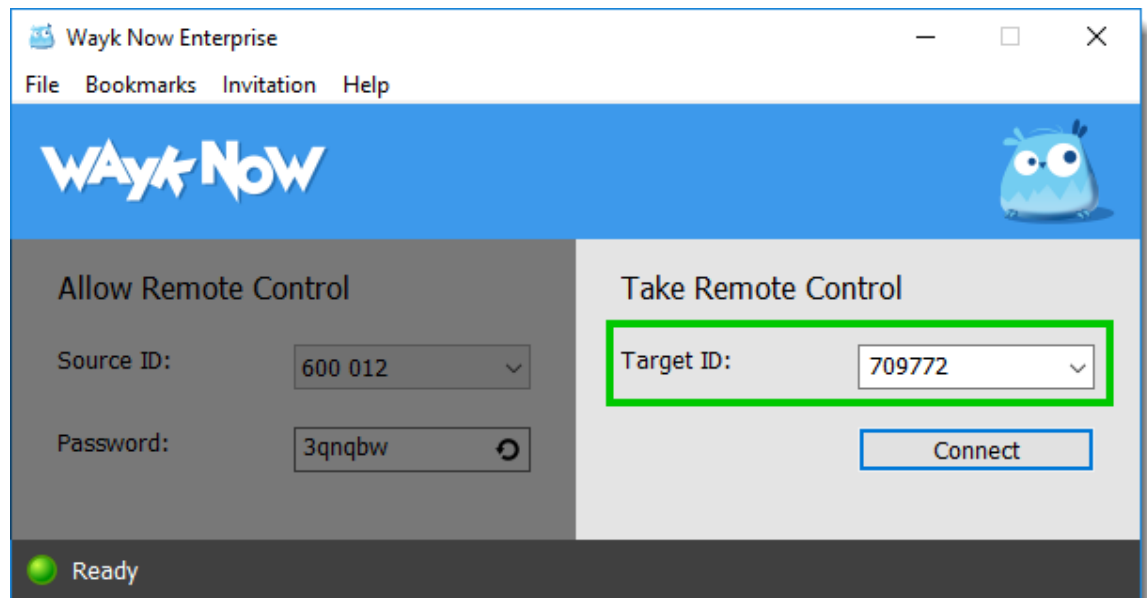 Wayk Now Enterprise
File Bookmarks Invitation Help
WAyk NoW
Allow Remote Control
Source ID: 600 012
Password: 3qnqbw
Take Remote Control
Target ID: 709772
Connect
Ready